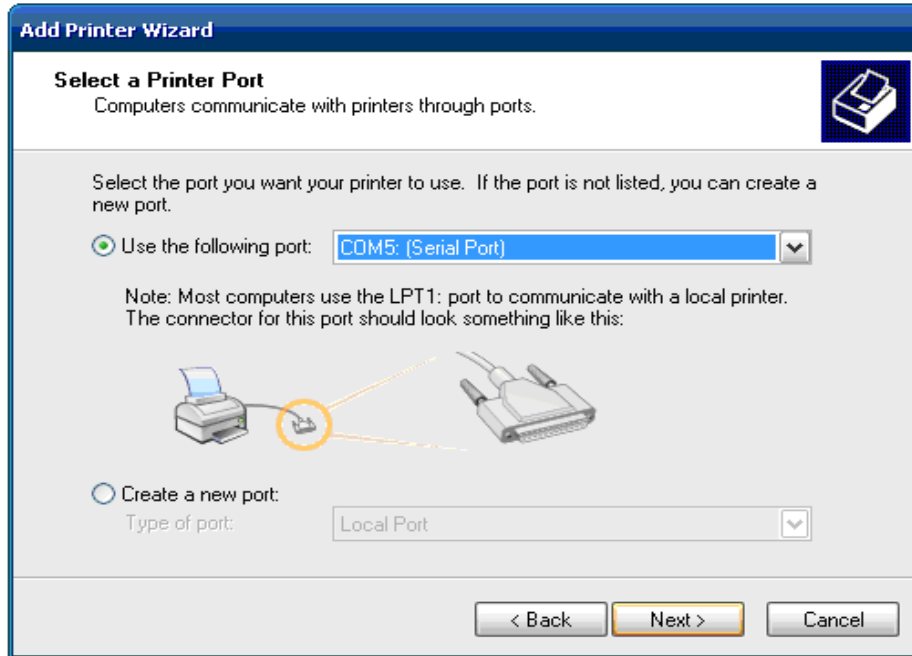 Add Printer Wizard
Select a Printer Port
Computers communicate with printers through ports.
Select the port you want your printer to use.  If the port is not listed, you can create a
new port.
Use the following port: COM5: (Serial Port)
Note: Most computers use the LPT1: port to communicate with a local printer.
The connector for this port should look something like this:
Create a new port:
Type of port: Local Port
< Back Next > Cancel